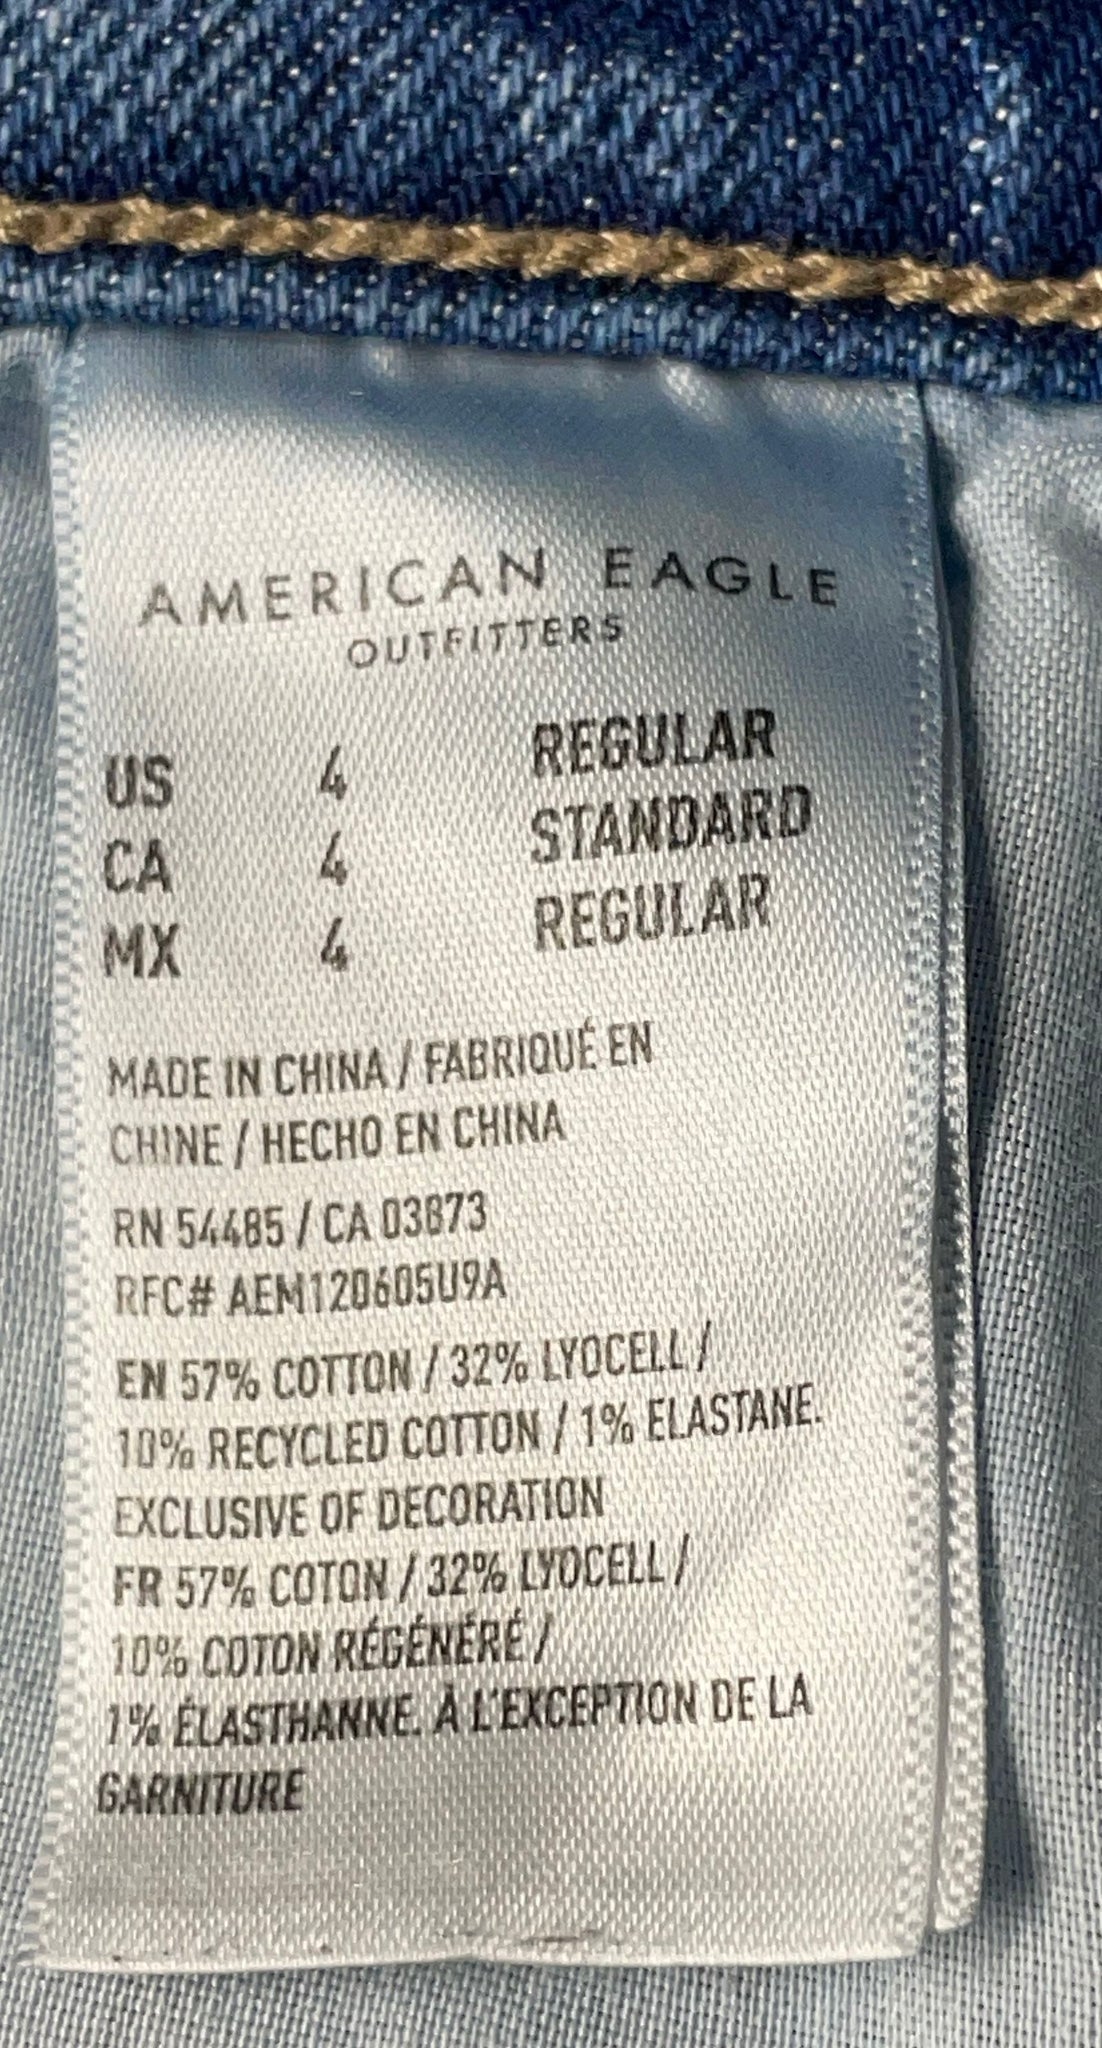 AMERICAN EAGLE
OUTFITTERS
US 4 REGULAR
CA 4 STANDARD
MX 4 REGULAR
MADE IN CHINA / FABRIQUÉ EN
CHINE / HECHO EN CHINA
RN 54485 / CA 03873
RFC# AEM120605U9A
EN 57% COTTON / 32% LYOCELL /
10% RECYCLED COTTON / 1% ELASTANE.
EXCLUSIVE OF DECORATION
FR 57% COTON / 32% LYOCELL /
10% COTON RÉGÉNÉRÉ /
1% ÉLASTHANNE. À L'EXCEPTION DE LA
GARNITURE